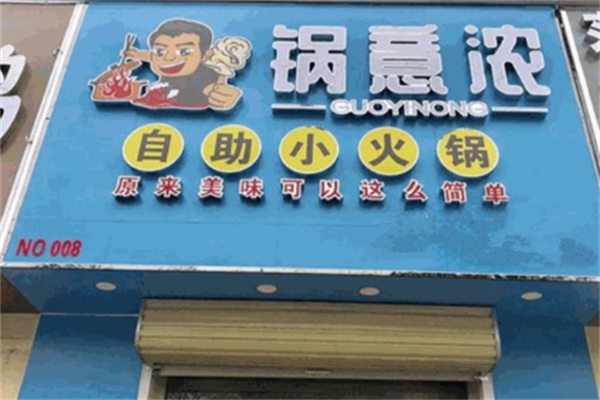 锅意浓
GUOYINONG
自助小火锅
原来美味可以这么简单
NO 008